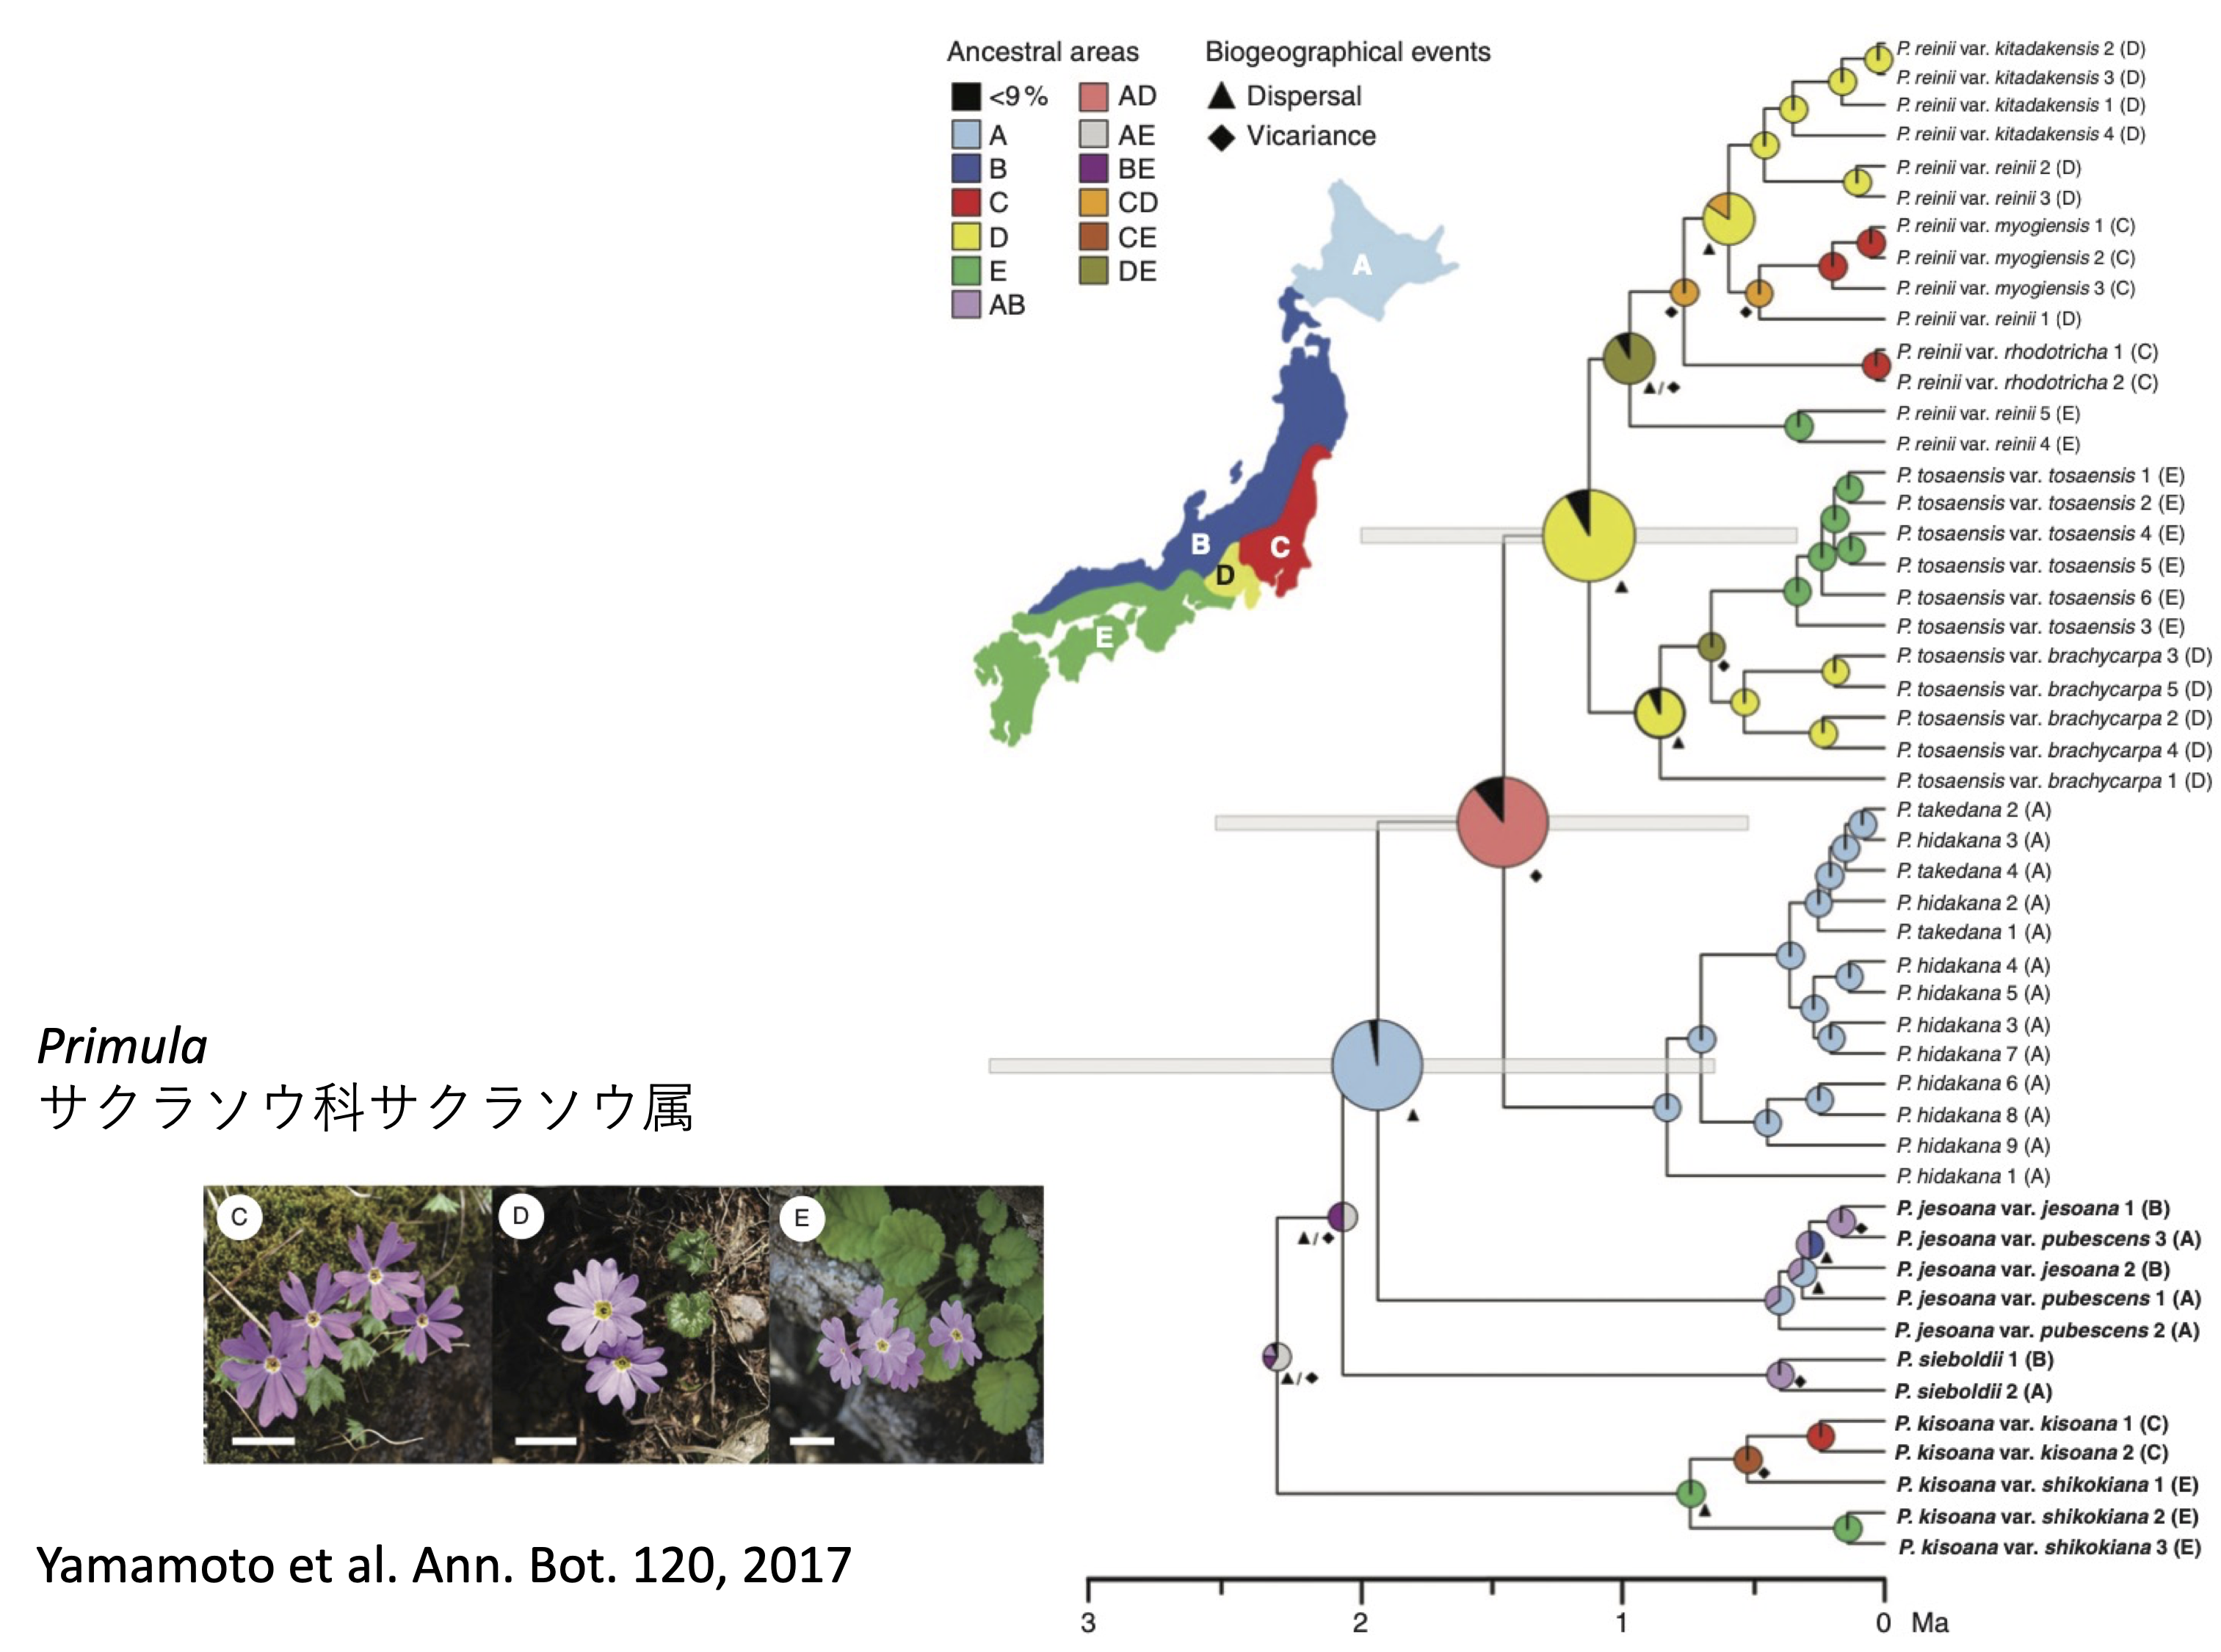 Ancestral areas
<9 %
A
B
C
D
E
AB
AD
AE
BE
CD
CE
DE
Biogeographical events
Dispersal
Vicariance
A
B
C
D
E
P. reinii var. kitadakensis 2 (D)
P. reinii var. kitadakensis 3 (D)
P. reinii var. kitadakensis 1 (D)
P. reinii var. kitadakensis 4 (D)
P. reinii var. reinii 2 (D)
P. reinii var. reinii 3 (D)
P. reinii var. myogiensis 1 (C)
P. reinii var. myogiensis 2 (C)
P. reinii var. myogiensis 3 (C)
P. reinii var. reinii 1 (D)
P. reinii var. rhodotricha 1 (C)
P. reinii var. rhodotricha 2 (C)
P. reinii var. reinii 5 (E)
P. reinii var. reinii 4 (E)
P. tosaensis var. tosaensis 1 (E)
P. tosaensis var. tosaensis 2 (E)
P. tosaensis var. tosaensis 4 (E)
P. tosaensis var. tosaensis 5 (E)
P. tosaensis var. tosaensis 6 (E)
P. tosaensis var. tosaensis 3 (E)
P. tosaensis var. brachycarpa 3 (D)
P. tosaensis var. brachycarpa 5 (D)
P. tosaensis var. brachycarpa 2 (D)
P. tosaensis var. brachycarpa 4 (D)
P. tosaensis var. brachycarpa 1 (D)
P. takedana 2 (A)
P. hidakana 3 (A)
P. takedana 4 (A)
P. hidakana 2 (A)
P. takedana 1 (A)
P. hidakana 4 (A)
P. hidakana 5 (A)
P. hidakana 3 (A)
P. hidakana 7 (A)
P. hidakana 6 (A)
P. hidakana 8 (A)
P. hidakana 9 (A)
P. hidakana 1 (A)
P. jesoana var. jesoana 1 (B)
P. jesoana var. pubescens 3 (A)
P. jesoana var. jesoana 2 (B)
P. jesoana var. pubescens 1 (A)
P. jesoana var. pubescens 2 (A)
P. sieboldii 1 (B)
P. sieboldii 2 (A)
P. kisoana var. kisoana 1 (C)
P. kisoana var. kisoana 2 (C)
P. kisoana var. shikokiana 1 (E)
P. kisoana var. shikokiana 2 (E)
P. kisoana var. shikokiana 3 (E)
3 2 1 0 Ma
Primula
サクラソウ科サクラソウ属
C D E
Yamamoto et al. Ann. Bot. 120, 2017